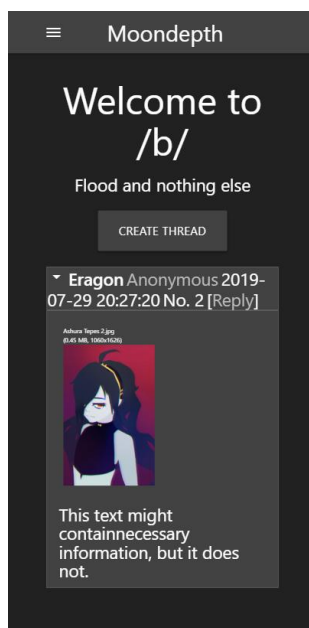 Moondepth
Welcome to
/b/
Flood and nothing else
CREATE THREAD
Eragon Anonymous 2019-
07-29 20:27:20 No. 2 [Reply]
Ashura Tepes 2.jpg
(0.45 MB, 1060x1626)
This text might
containnecessary
information, but it does
not.